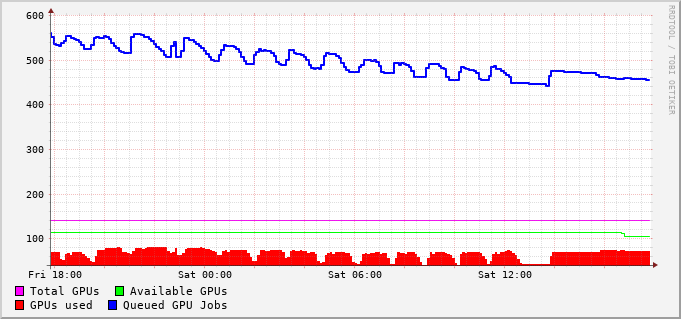 600
500
400
300
200
100
Fri 18:00 Sat 00:00 Sat 06:00 Sat 12:00
Total GPUs Available GPUs
GPUs used Queued GPU Jobs
RRDTOOL / TOBI OETIKER